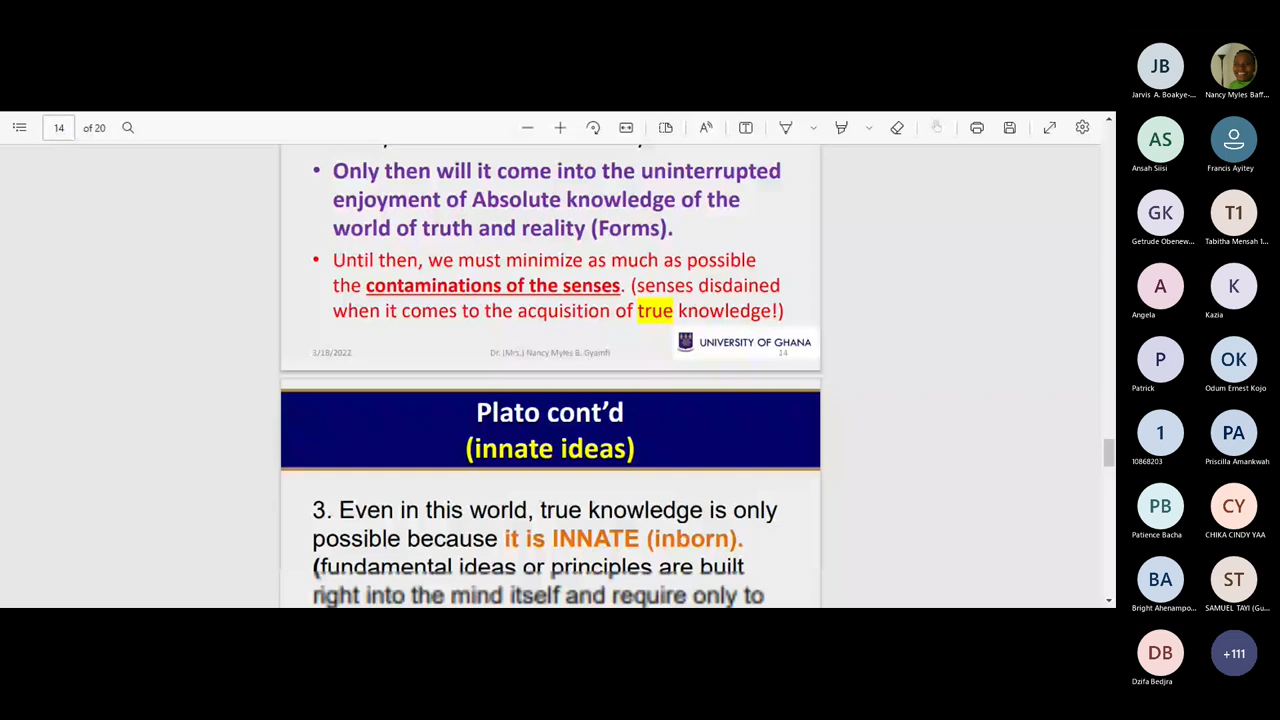 14 of 20
• Only then will it come into the uninterrupted
enjoyment of Absolute knowledge of the
world of truth and reality (Forms).
• Until then, we must minimize as much as possible
the contaminations of the senses. (senses disdained
when it comes to the acquisition of true knowledge!)
UNIVERSITY OF GHANA
3/18/2022 Dr. (Mrs.) Nancy Myles B. Gyamfi 14
Plato cont'd
(innate ideas)
3. Even in this world, true knowledge is only
possible because it is INNATE (inborn).
(fundamental ideas or principles are built
right into the mind itself and require only to
JB
Jarvis A. Boakye-...
Nancy Myles Baff...
AS
Ansah Siisi
Francis Ayitey
GK
Getrude Obenew...
T1
Tabitha Mensah 1...
A
Angela
K
Kazia
P
Patrick
OK
Odum Ernest Kojo
1
10868203
PA
Priscilla Amankwah
PB
Patience Bacha
CY
CHIKA CINDY YAA
BA
Bright Ahenampo...
ST
SAMUEL TAYI (Gu...
DB
Dzifa Bedjra
+111